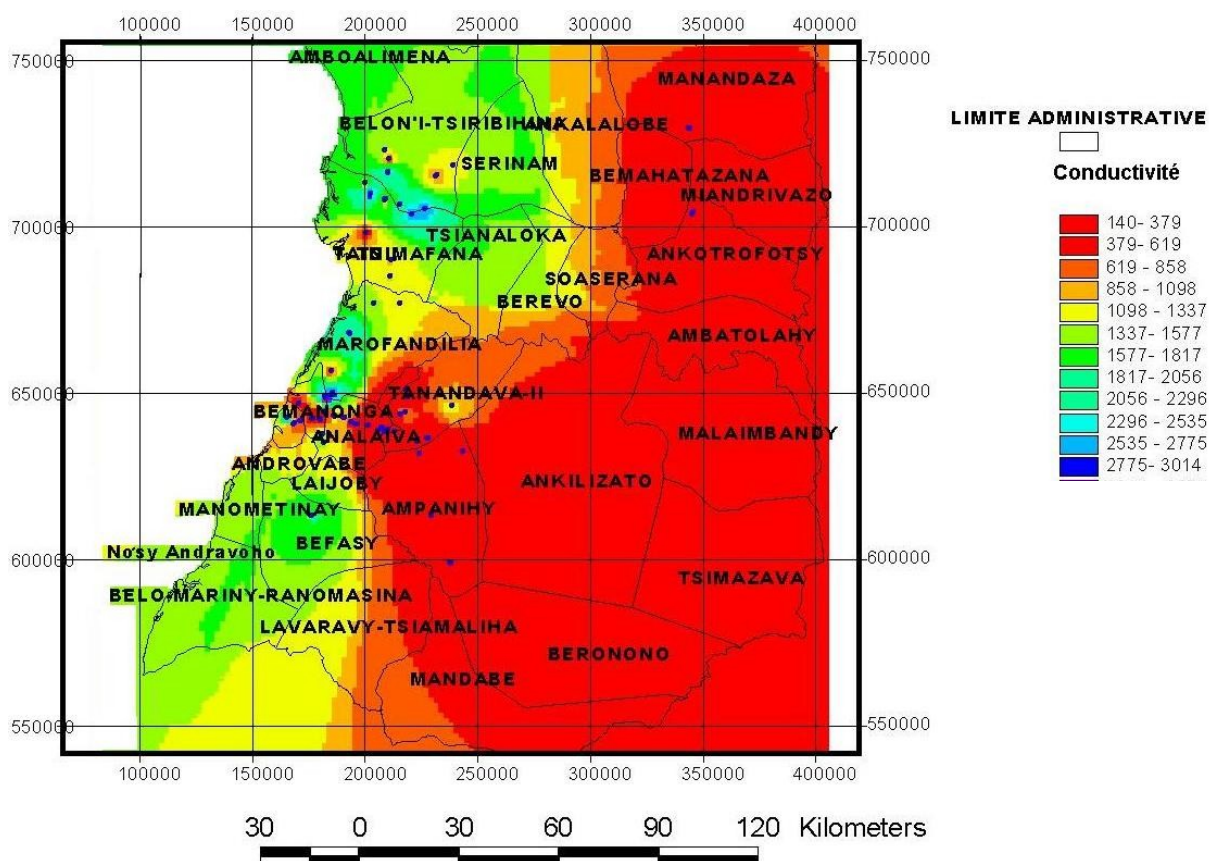 100000 150000 200000 250000 300000 350000 400000
750000 750000
AMBOALIMENA
MANANDAZA
BELON'I-TSIRIBIHINA ANKALALOBE
SERINAM
BEMAHATAZANA
MIANDRIVAZO
700000 700000
TSIANALOKA
TSIMAFANA
ANKOTROFOTSY
SOASERANA
BEREVO
AMBATOLAHY
MAROFANDILIA
650000 650000
TANANDAVA-II
BEMANONGA
ANALAIVA
MALAIMBANDY
ANDROVABE
LAIJOBY
ANKILIZATO
MANOMETINAY
AMPANIHY
BEFASY
Nosy Andravoho
600000 600000
TSIMAZAVA
BELO-MARINY-RANOMASINA
LAVARAVY-TSIAMALIHA
BERONONO
MANDABE
550000 550000
100000 150000 200000 250000 300000 350000 400000
30 0 30 60 90 120 Kilometers
LIMITE ADMINISTRATIVE
Conductivité
140- 379
379 - 619
619 - 858
858 - 1098
1098 - 1337
1337- 1577
1577- 1817
1817- 2056
2056 - 2296
2296 - 2535
2535 - 2775
2775- 3014